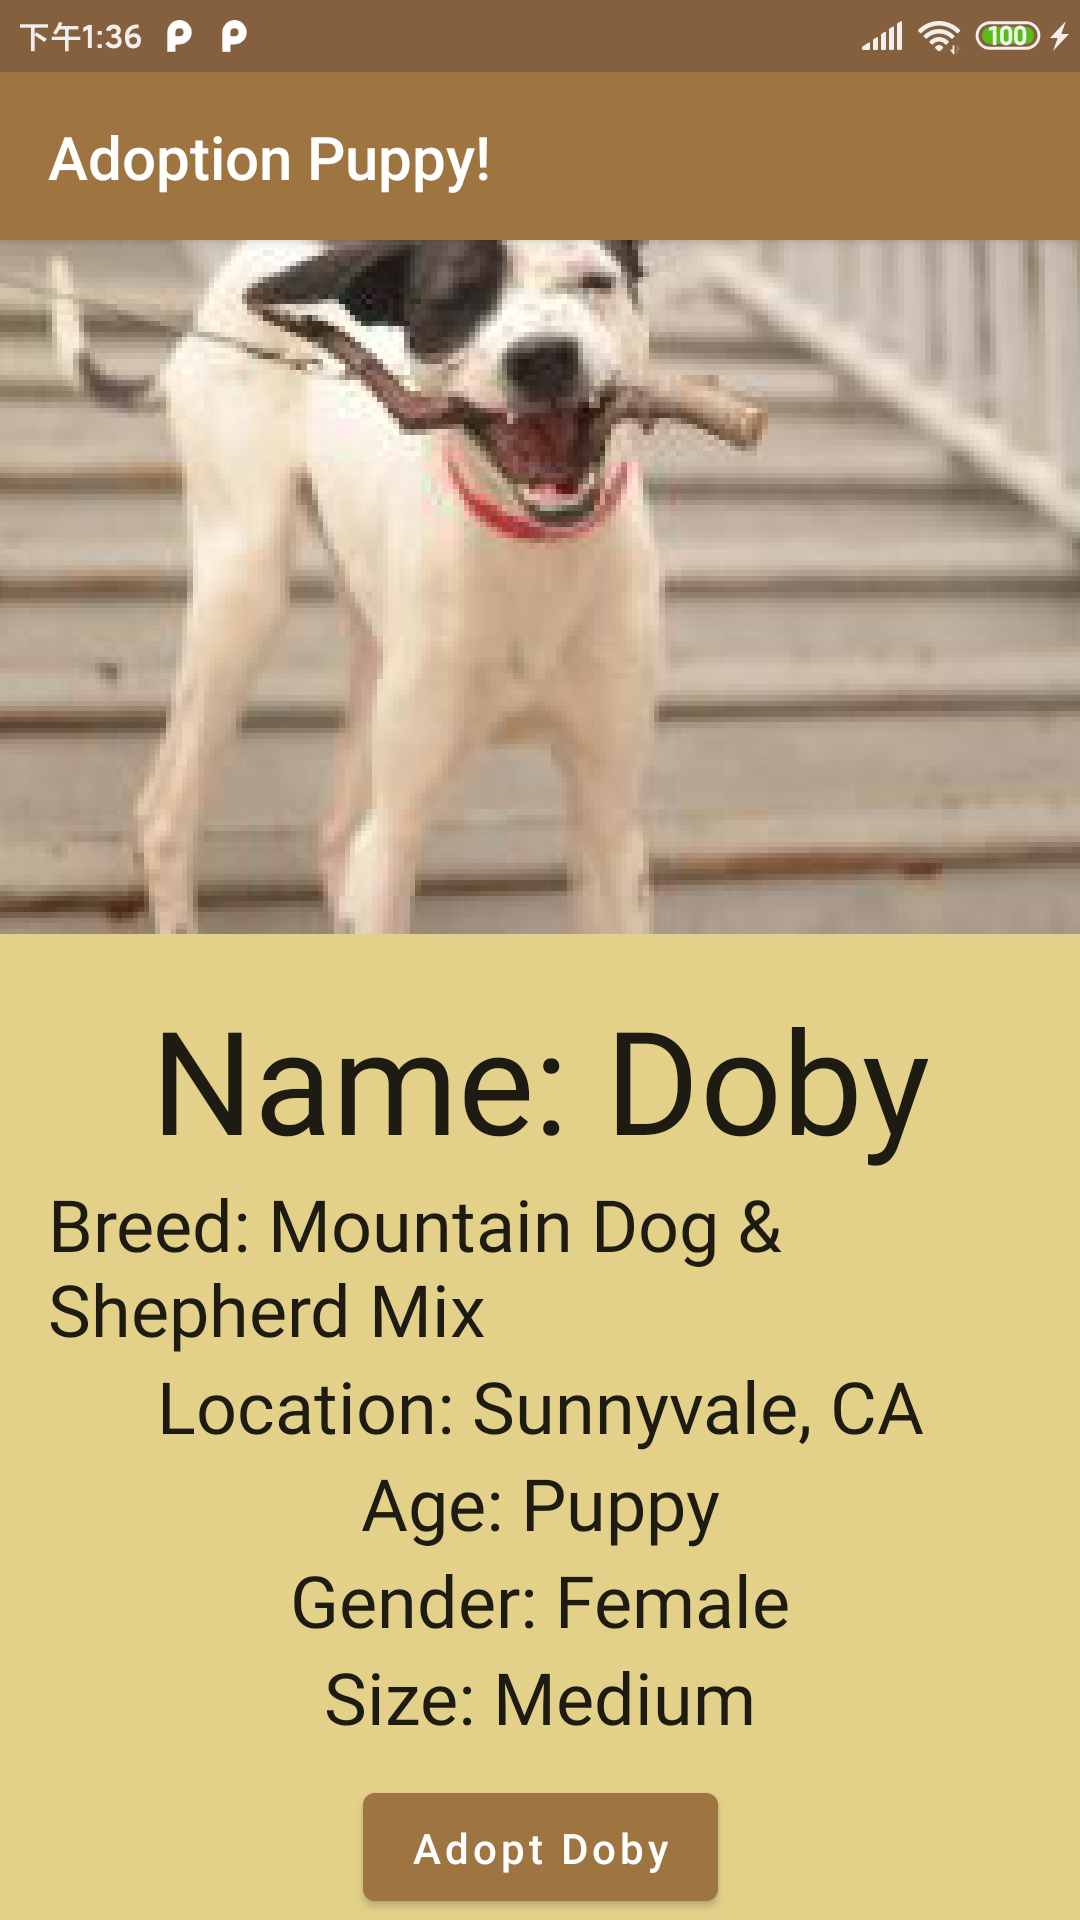 下午1:36
100
Adoption Puppy!
Name: Doby
Breed: Mountain Dog &
Shepherd Mix
Location: Sunnyvale, CA
Age: Puppy
Gender: Female
Size: Medium
Adopt Doby